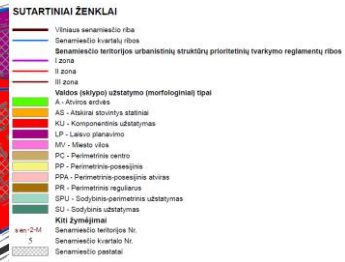 SUTARTINIAI ŽENKLAI
Vilniaus senamiesčio riba
Senamiesčio kvartalų ribos
Senamiesčio teritorijos urbanistinių struktūrų prioritetinių tvarkymo reglamentų ribos
I zona
II zona
III zona
Valdos (sklypo) užstatymo (morfologiniai) tipai
A - Atviros erdvės
AS - Atskirai stovintys statiniai
KU - Komponentinis užstatymas
LP - Laisvo planavimo
MV - Miesto vilos
PC - Perimetrinis centro
PP - Perimetrinis-posesijinis
PPA - Perimetrinis-posesijinis atviras
PR - Perimetrinis reguliarus
SPU - Sodybinis-perimetrinis užstatymas
SU - Sodybinis užstatymas
Kiti žymėjimai
sen-2-M Senamiesčio teritorijos Nr.
5 Senamiesčio kvartalo Nr.
Senamiesčio pastatai